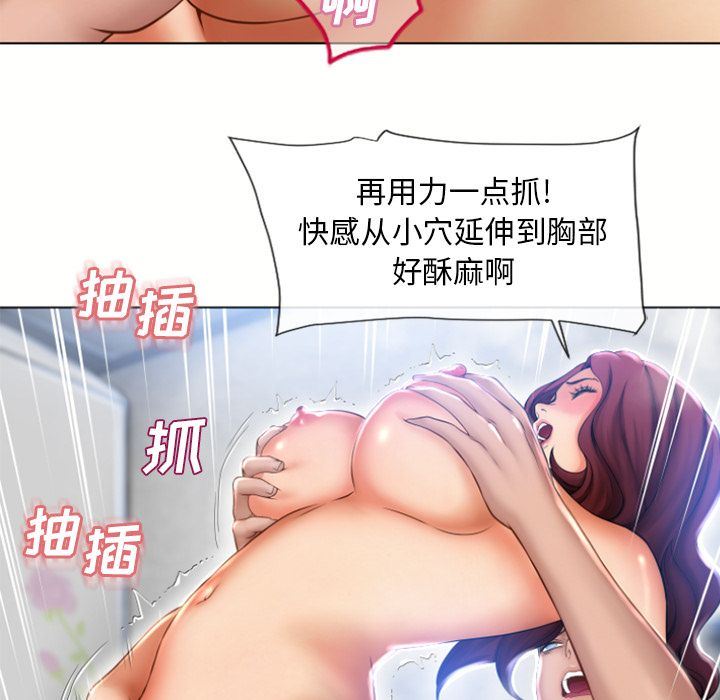 啊
再用力一点抓!
快感从小穴延伸到胸部
好酥麻啊
抽插
抓
抽插